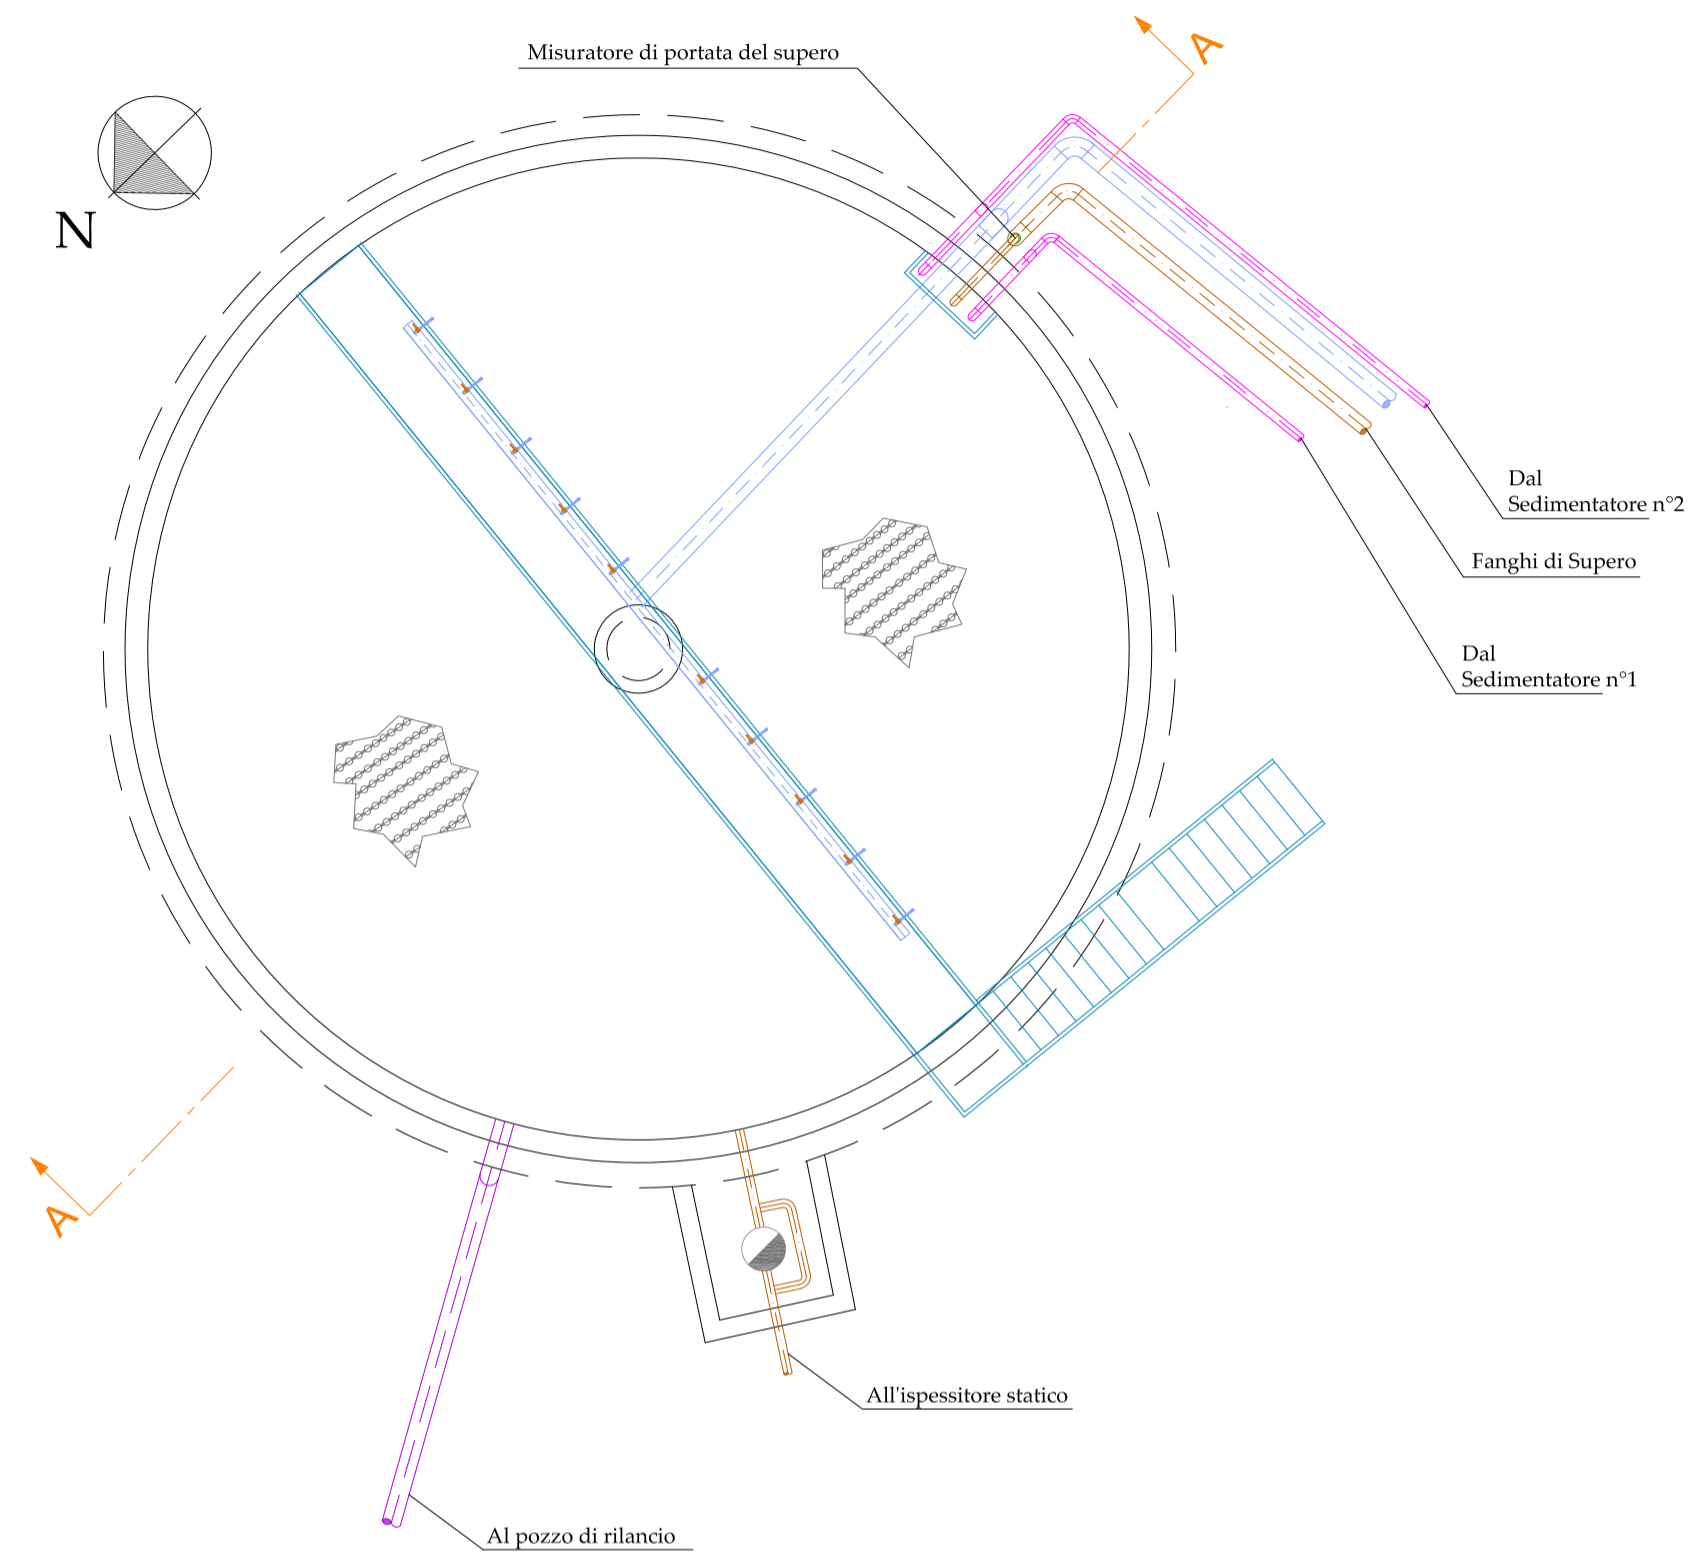 A
Misuratore di portata del supero
N
Dal
Sedimentatore n°2
Fanghi di Supero
Dal
Sedimentatore n°1
A
All'ispessitore statico
Al pozzo di rilancio